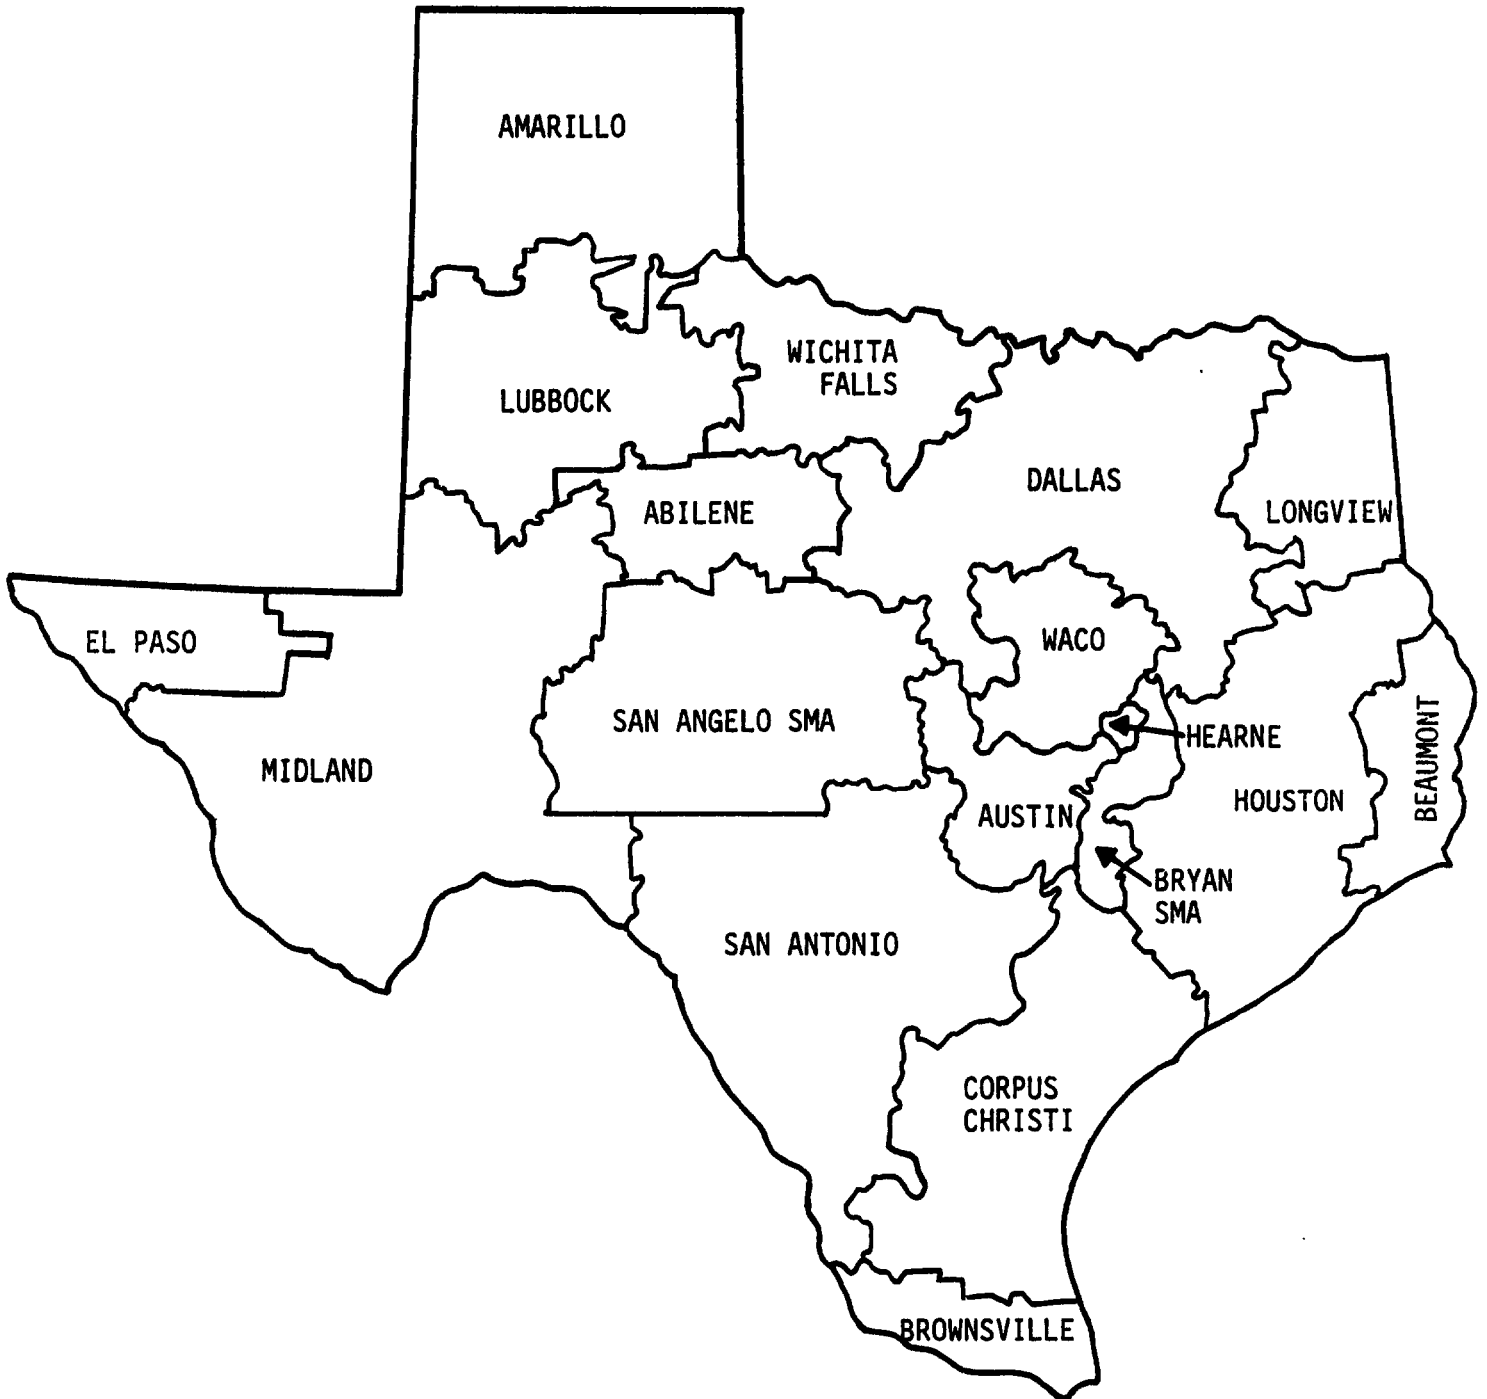 AMARILLO
WICHITA
FALLS
LUBBOCK
DALLAS
ABILENE
LONGVIEW
EL PASO
WACO
SAN ANGELO SMA
HEARNE
MIDLAND
BEAUMONT
HOUSTON
AUSTIN
BRYAN
SMA
SAN ANTONIO
CORPUS
CHRISTI
BROWNSVILLE